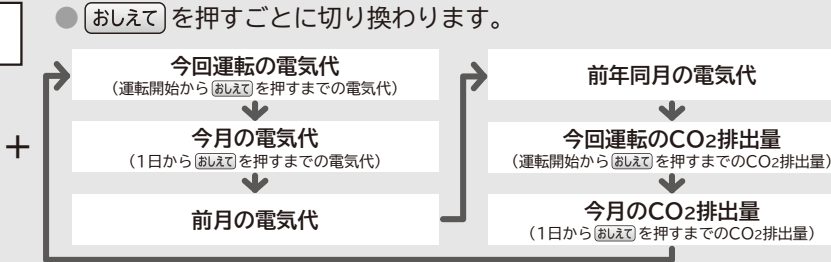 ● おしえて を押すごとに切り換わります。
+
今回運転の電気代
(運転開始から おしえて を押すまでの電気代)
今月の電気代
(1日から おしえて を押すまでの電気代)
前月の電気代
前年同月の電気代
今回運転のCO2排出量
(運転開始から おしえて を押すまでのCO2排出量)
今月のCO2排出量
(1日から おしえて を押すまでのCO2排出量)